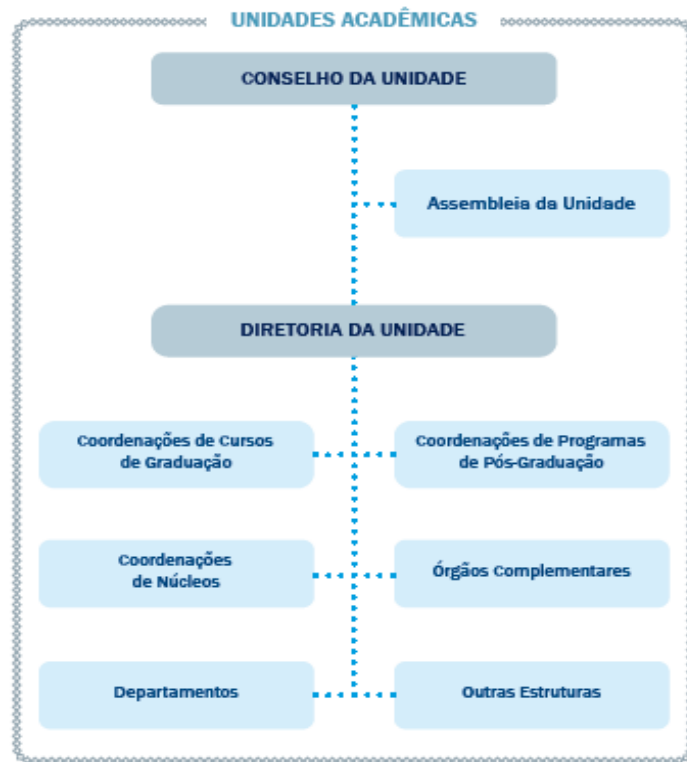 UNIDADES ACADÊMICAS
CONSELHO DA UNIDADE
Assembleia da Unidade
DIRETORIA DA UNIDADE
Coordenações de Cursos
de Graduação
Coordenações de Programas
de Pós-Graduação
Coordenações
de Núcleos
Órgãos Complementares
Departamentos
Outras Estruturas